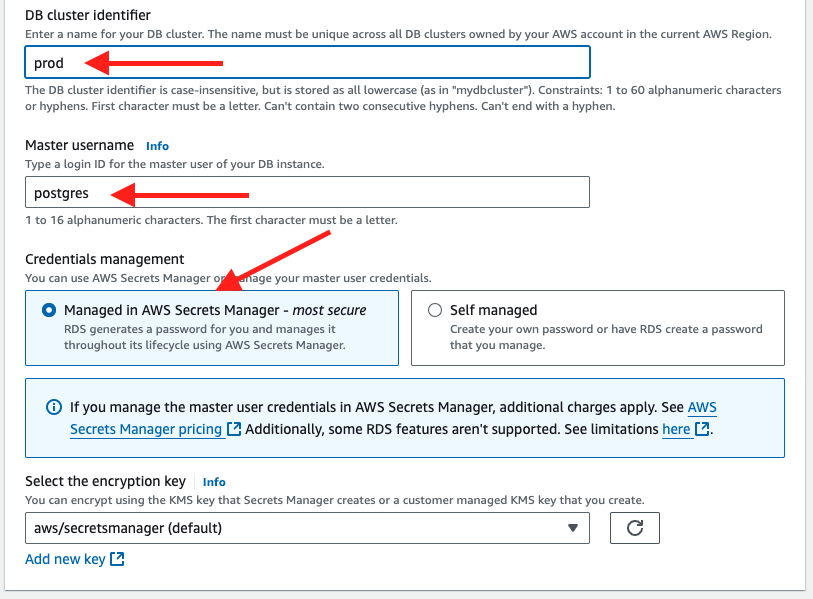 DB cluster identifier
Enter a name for your DB cluster. The name must be unique across all DB clusters owned by your AWS account in the current AWS Region.
prod
The DB cluster identifier is case-insensitive, but is stored as all lowercase (as in "mydbcluster"). Constraints: 1 to 60 alphanumeric characters
or hyphens. First character must be a letter. Can't contain two consecutive hyphens. Can't end with a hyphen.
Master username Info
Type a login ID for the master user of your DB instance.
postgres
1 to 16 alphanumeric characters. The first character must be a letter.
Credentials management
You can use AWS Secrets Manager or manage your master user credentials.
Managed in AWS Secrets Manager - most secure
RDS generates a password for you and manages it
throughout its lifecycle using AWS Secrets Manager.
Self managed
Create your own password or have RDS create a password
that you manage.
If you manage the master user credentials in AWS Secrets Manager, additional charges apply. See AWS
Secrets Manager pricing Additionally, some RDS features aren't supported. See limitations here.
Select the encryption key Info
You can encrypt using the KMS key that Secrets Manager creates or a customer managed KMS key that you create.
aws/secretsmanager (default)
Add new key